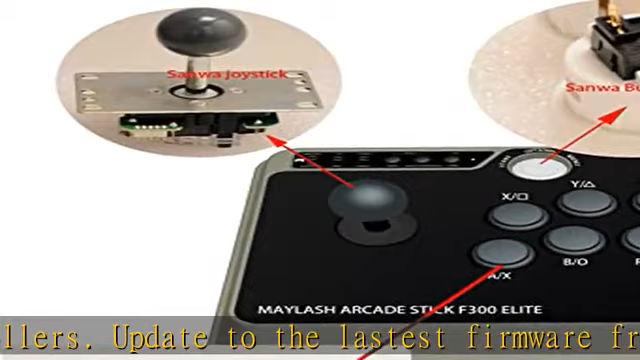 Sanwa Joystick
Sanwa Bu
X/□
Y/△
A/X
B/O
MAYLASH ARCADE STICK F300 ELITE
llers. Update to the lastest firmware fr